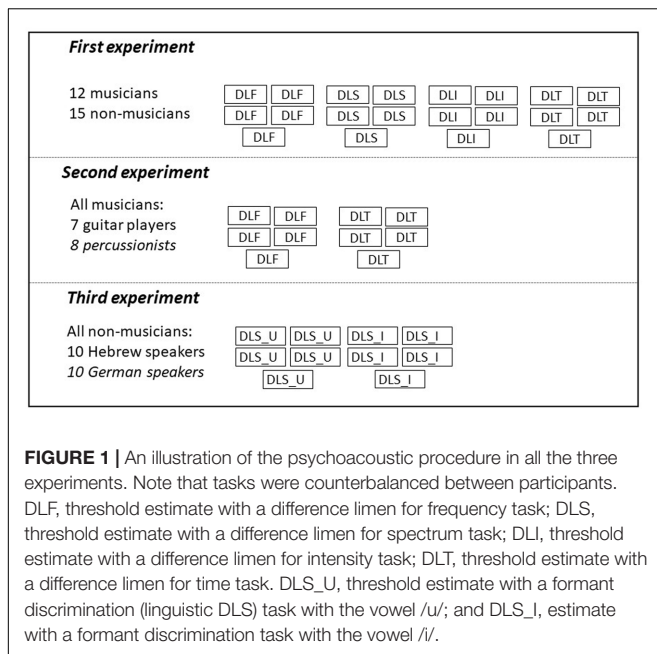 First experiment
12 musicians
15 non-musicians
DLF DLF DLS DLS DLI DLI DLT DLT
DLF DLF DLS DLS DLI DLI DLT DLT
DLF DLS DLI DLT
Second experiment
All musicians:
7 guitar players
8 percussionists
DLF DLF DLT DLT
DLF DLF DLT DLT
DLF DLT
Third experiment
All non-musicians:
10 Hebrew speakers
10 German speakers
DLS_U DLS_U DLS_I DLS_I
DLS_U DLS_U DLS_I DLS_I
DLS_U DLS_I
FIGURE 1 | An illustration of the psychoacoustic procedure in all the three
experiments. Note that tasks were counterbalanced between participants.
DLF, threshold estimate with a difference limen for frequency task; DLS,
threshold estimate with a difference limen for spectrum task; DLI, threshold
estimate with a difference limen for intensity task; DLT, threshold estimate with
a difference limen for time task. DLS_U, threshold estimate with a formant
discrimination (linguistic DLS) task with the vowel /u/; and DLS_I, estimate
with a formant discrimination task with the vowel /i/.